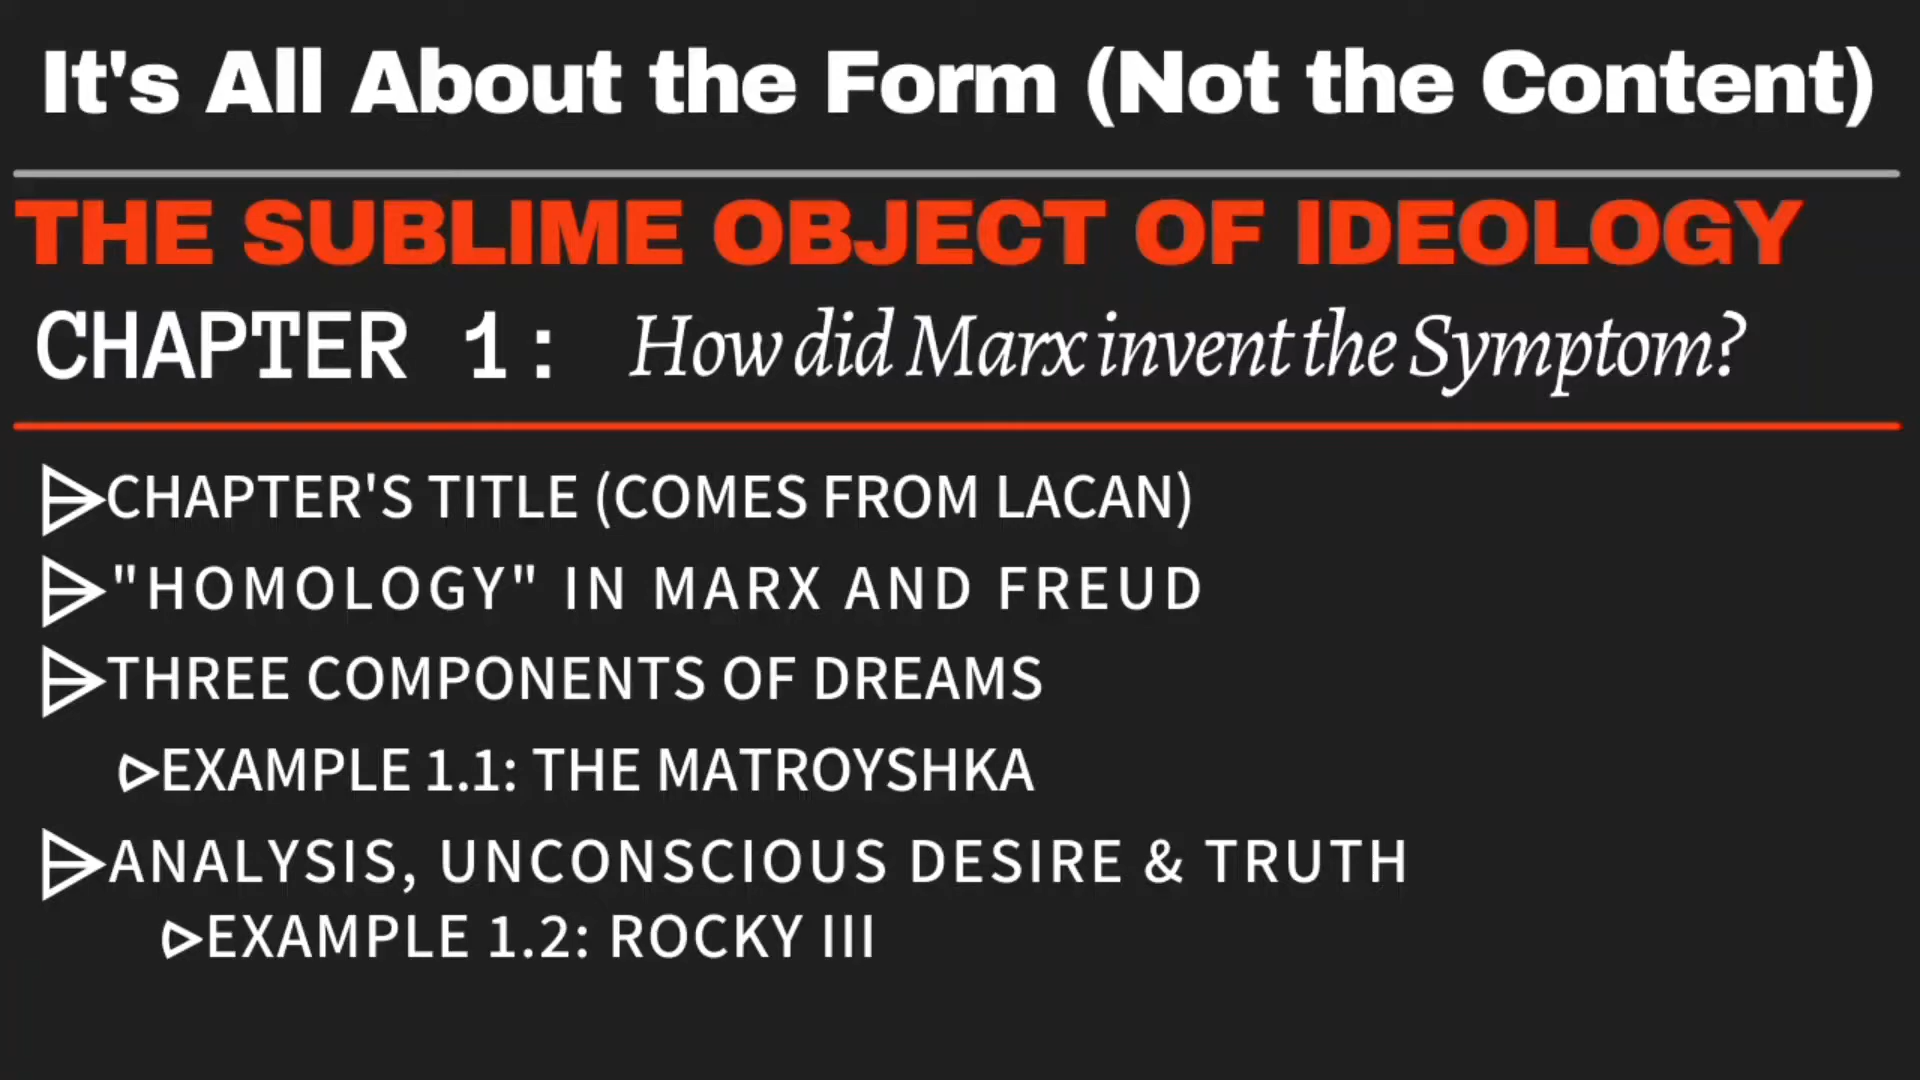 It's All About the Form (Not the Content)
THE SUBLIME OBJECT OF IDEOLOGY
CHAPTER 1: How did Marx invent the Symptom?
CHAPTER'S TITLE (COMES FROM LACAN)
"HOMOLOGY" IN MARX AND FREUD
THREE COMPONENTS OF DREAMS
EXAMPLE 1.1: THE MATROYSHKA
ANALYSIS, UNCONSCIOUS DESIRE & TRUTH
EXAMPLE 1.2: ROCKY III